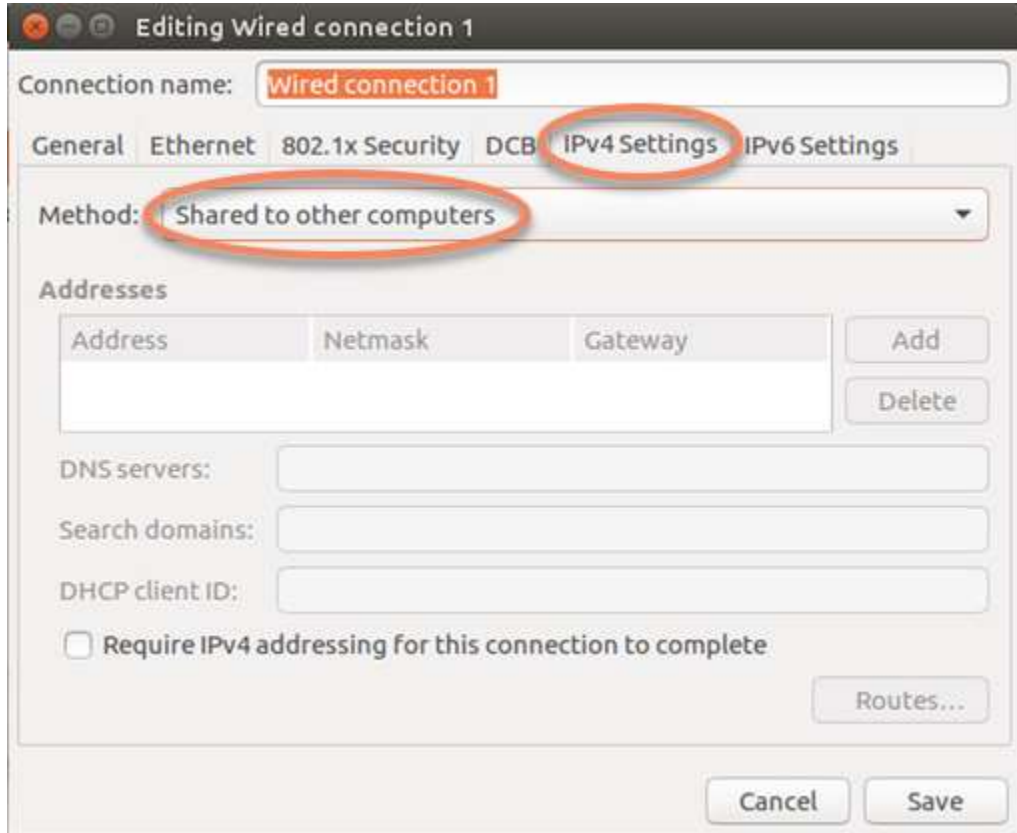 Editing Wired connection 1
Connection name: Wired connection 1
General Ethernet 802.1x Security DCB IPv4 Settings IPv6 Settings
Method: Shared to other computers
Addresses
Address Netmask Gateway Add
Delete
DNS servers:
Search domains:
DHCP client ID:
Require IPv4 addressing for this connection to complete
Routes...
Cancel Save